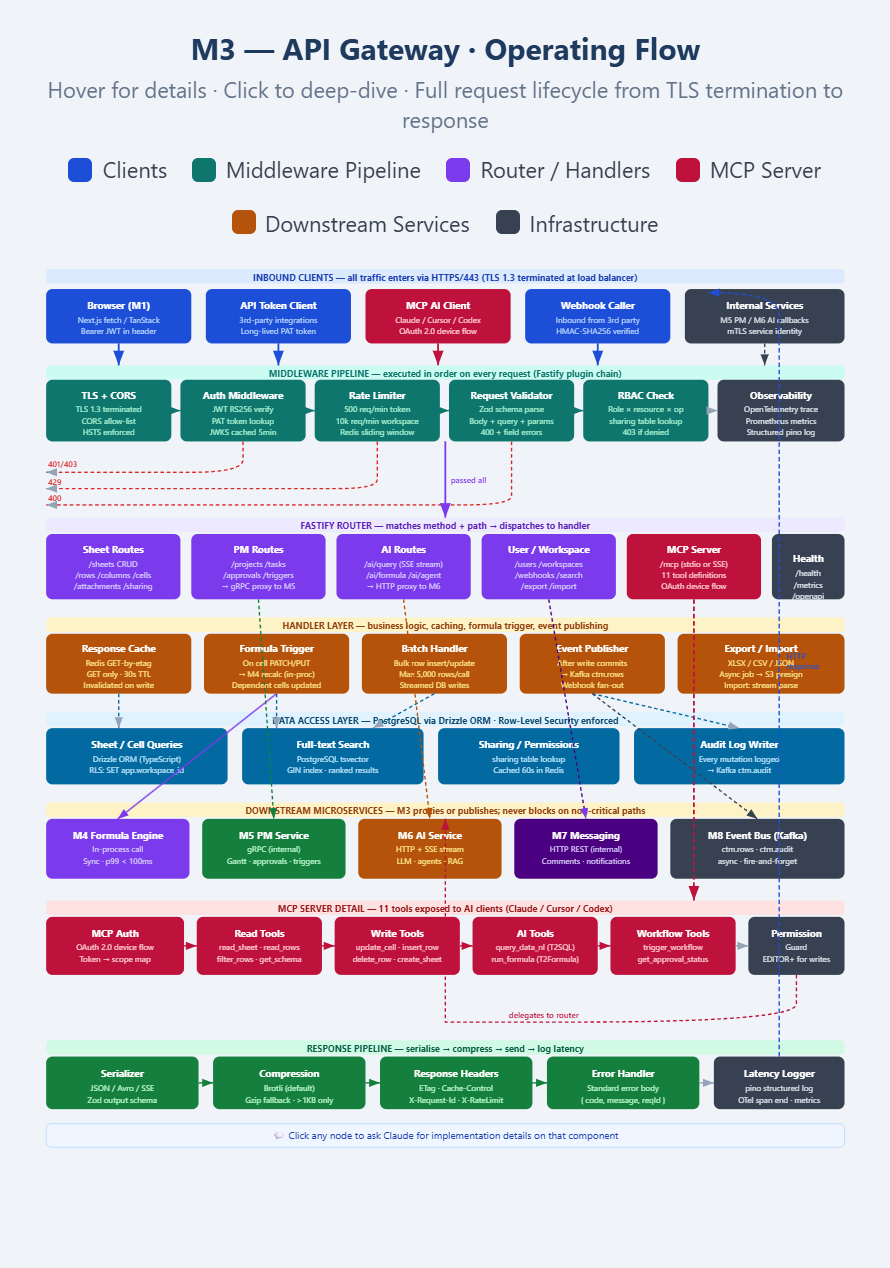 M3 — API Gateway · Operating Flow
Hover for details · Click to deep-dive · Full request lifecycle from TLS termination to
response
Clients
Middleware Pipeline
Router / Handlers
MCP Server
Downstream Services
Infrastructure
INBOUND CLIENTS — all traffic enters via HTTPS/443 (TLS 1.3 terminated at load balancer)
Browser (M1)
Next.js fetch / TanStack
Bearer JWT in header
API Token Client
3rd-party integrations
Long-lived PAT token
MCP AI Client
Claude / Cursor / Codex
OAuth 2.0 device flow
Webhook Caller
Inbound from 3rd party
HMAC-SHA256 verified
Internal Services
M5 PM / M6 AI callbacks
mTLS service identity
MIDDLEWARE PIPELINE — executed in order on every request (Fastify plugin chain)
TLS + CORS
TLS 1.3 terminated
CORS allow-list
HSTS enforced
Auth Middleware
JWT RS256 verify
PAT token lookup
JWKS cached 5min
Rate Limiter
500 req/min token
10k req/min workspace
Redis sliding window
Request Validator
Zod schema parse
Body + query + params
400 + field errors
RBAC Check
Role × resource × op
sharing table lookup
403 if denied
Observability
OpenTelemetry trace
Prometheus metrics
Structured pino log
401/403
429
400
passed all
FASTIFY ROUTER — matches method + path → dispatches to handler
Sheet Routes
/sheets CRUD
/rows /columns /cells
/attachments /sharing
PM Routes
/projects /tasks
/approvals /triggers
→ gRPC proxy to M5
AI Routes
/ai/query (SSE stream)
/ai/formula /ai/agent
→ HTTP proxy to M6
User / Workspace
/users /workspaces
/webhooks /search
/export /import
MCP Server
/mcp (stdio or SSE)
11 tool definitions
OAuth device flow
Health
/health
/metrics
/openapi
HANDLER LAYER — business logic, caching, formula trigger, event publishing
Response Cache
Redis GET-by-etag
GET only · 30s TTL
Invalidated on write
Formula Trigger
On cell PATCH/PUT
→ M4 recalc (in-proc)
Dependent cells updated
Batch Handler
Bulk row insert/update
Max 5,000 rows/call
Streamed DB writes
Event Publisher
After write commits
→ Kafka ctm.rows
Webhook fan-out
Export / Import
XLSX / CSV / JSON
Async job → S3 presign
Import: stream parse
HTTP
response
DATA ACCESS LAYER — PostgreSQL via Drizzle ORM · Row-Level Security enforced
Sheet / Cell Queries
Drizzle ORM (TypeScript)
RLS: SET app.workspace_id
Full-text Search
PostgreSQL tsvector
GIN index · ranked results
Sharing / Permissions
sharing table lookup
Cached 60s in Redis
Audit Log Writer
Every mutation logged
→ Kafka ctm.audit
DOWNSTREAM MICROSERVICES — M3 proxies or publishes; never blocks on non-critical paths
M4 Formula Engine
In-process call
Sync · p99 < 100ms
M5 PM Service
gRPC (internal)
Gantt · approvals · triggers
M6 AI Service
HTTP + SSE stream
LLM · agents · RAG
M7 Messaging
HTTP REST (internal)
Comments · notifications
M8 Event Bus (Kafka)
ctm.rows · ctm.audit
async · fire-and-forget
MCP SERVER DETAIL — 11 tools exposed to AI clients (Claude / Cursor / Codex)
MCP Auth
OAuth 2.0 device flow
Token → scope map
Read Tools
read_sheet · read_rows
filter_rows · get_schema
Write Tools
update_cell · insert_row
delete_row · create_sheet
AI Tools
query_data_nl (T2SQL)
run_formula (T2Formula)
Workflow Tools
trigger_workflow
get_approval_status
Permission
Guard
EDITOR+ for writes
delegates to router
RESPONSE PIPELINE — serialise → compress → send → log latency
Serializer
JSON / Avro / SSE
Zod output schema
Compression
Brotli (default)
Gzip fallback · >1KB only
Response Headers
ETag · Cache-Control
X-Request-Id · X-RateLimit
Error Handler
Standard error body
{ code, message, reqId }
Latency Logger
pino structured log
OTel span end · metrics
Click any node to ask Claude for implementation details on that component